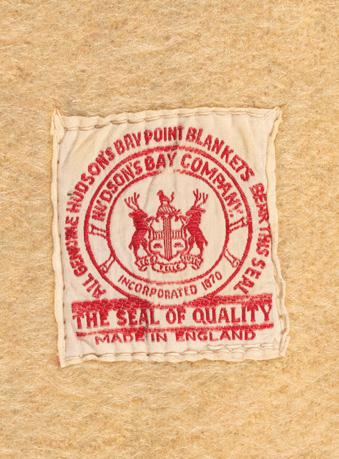 ALL GENUINE HUDSON'S BAY POINT BLANKETS BEAR THIS SEAL
HUDSON'S BAY COMPANY.
INCORPORATED 1670
THE SEAL OF QUALITY
MADE IN ENGLAND